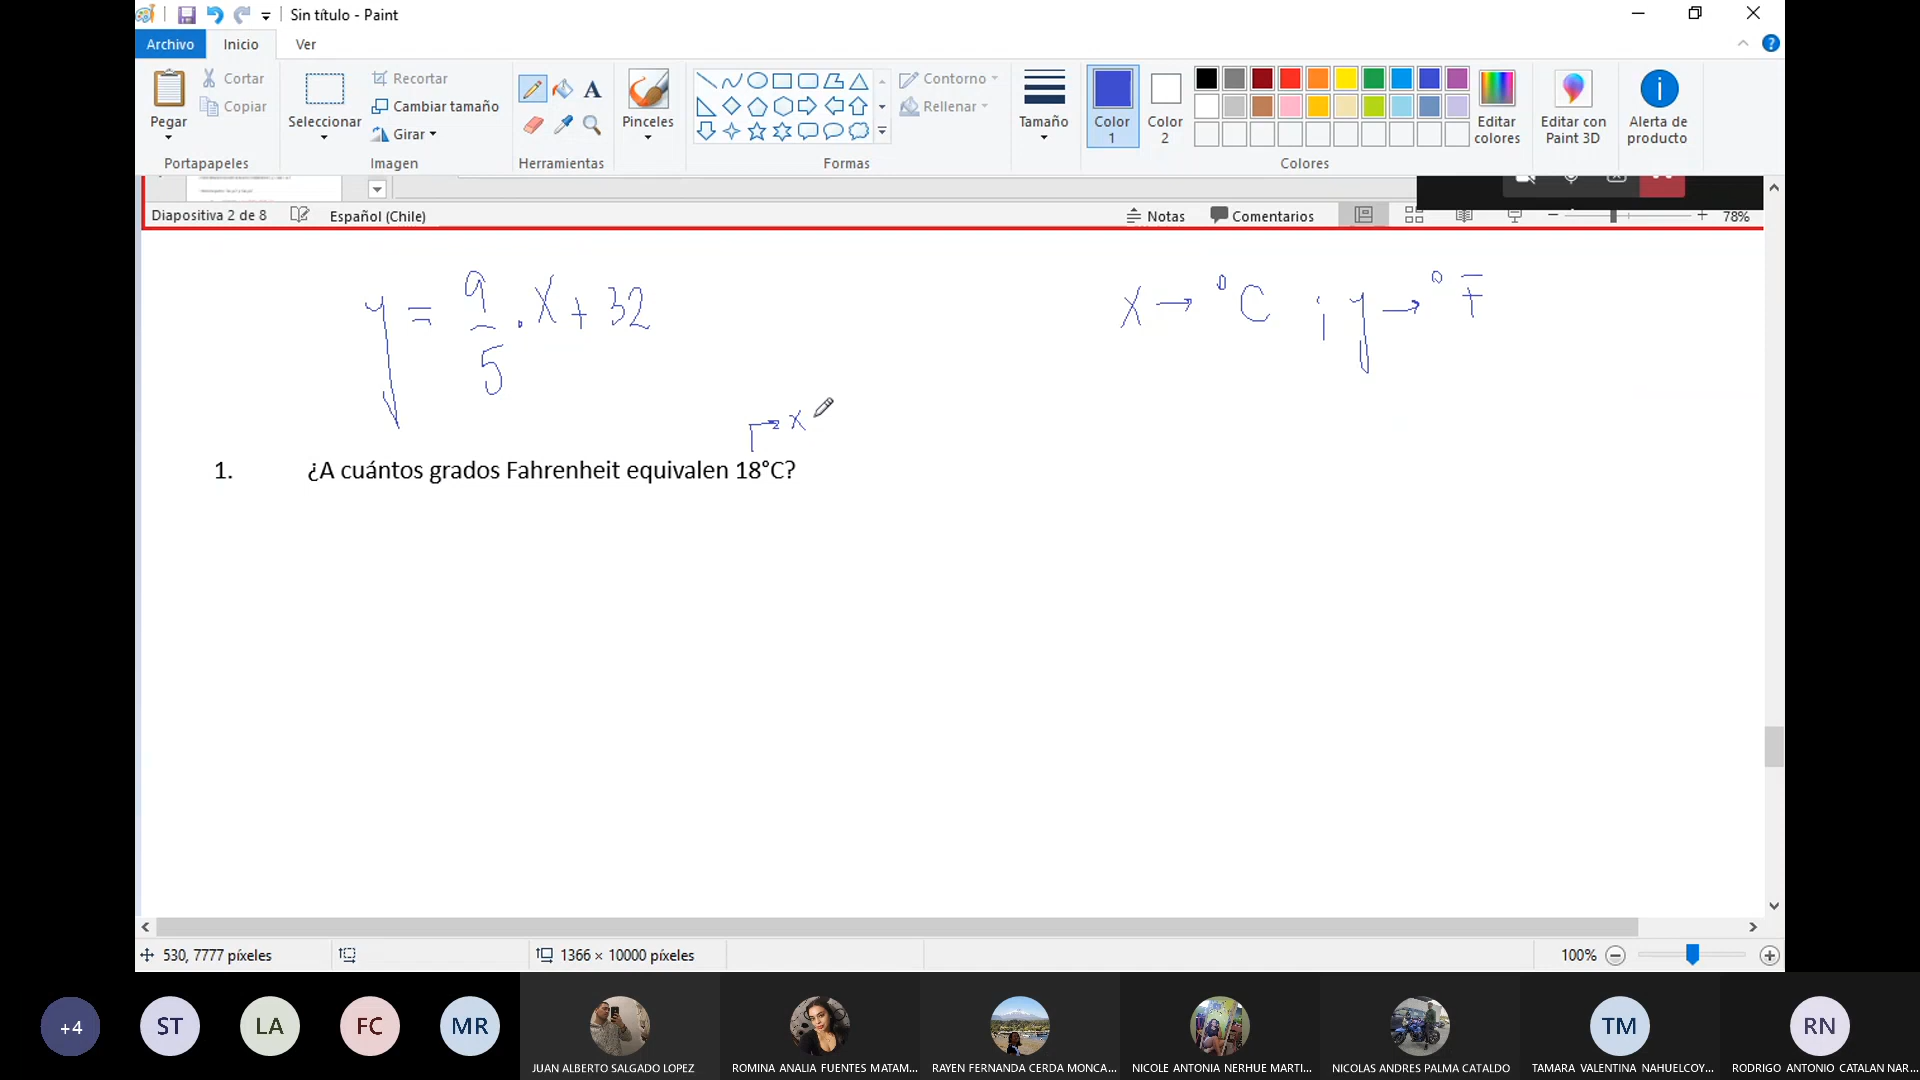 Sin título - Paint
Archivo Inicio Ver
Pegar
Cortar
Copiar
Portapapeles
Seleccionar
Recortar
Cambiar tamaño
Girar
Imagen
A
Herramientas
Pinceles
Formas
Contorno
Rellenar
Tamaño
Color 1
Color 2
Editar colores
Colores
Editar con Paint 3D
Alerta de producto
Diapositiva 2 de 8 Español (Chile) Notas Comentarios 78%
y = 9/5 . x + 32
x → °C ; y → °F
x
1. ¿A cuántos grados Fahrenheit equivalen 18°C?
530, 7777 píxeles 1366 × 10000 píxeles 100%
+4 ST LA FC MR TM RN
JUAN ALBERTO SALGADO LOPEZ ROMINA ANALIA FUENTES MATAM... RAYEN FERNANDA CERDA MONCA... NICOLE ANTONIA NERHUE MARTI... NICOLAS ANDRES PALMA CATALDO TAMARA VALENTINA NAHUELCOY... RODRIGO ANTONIO CATALAN NAR...